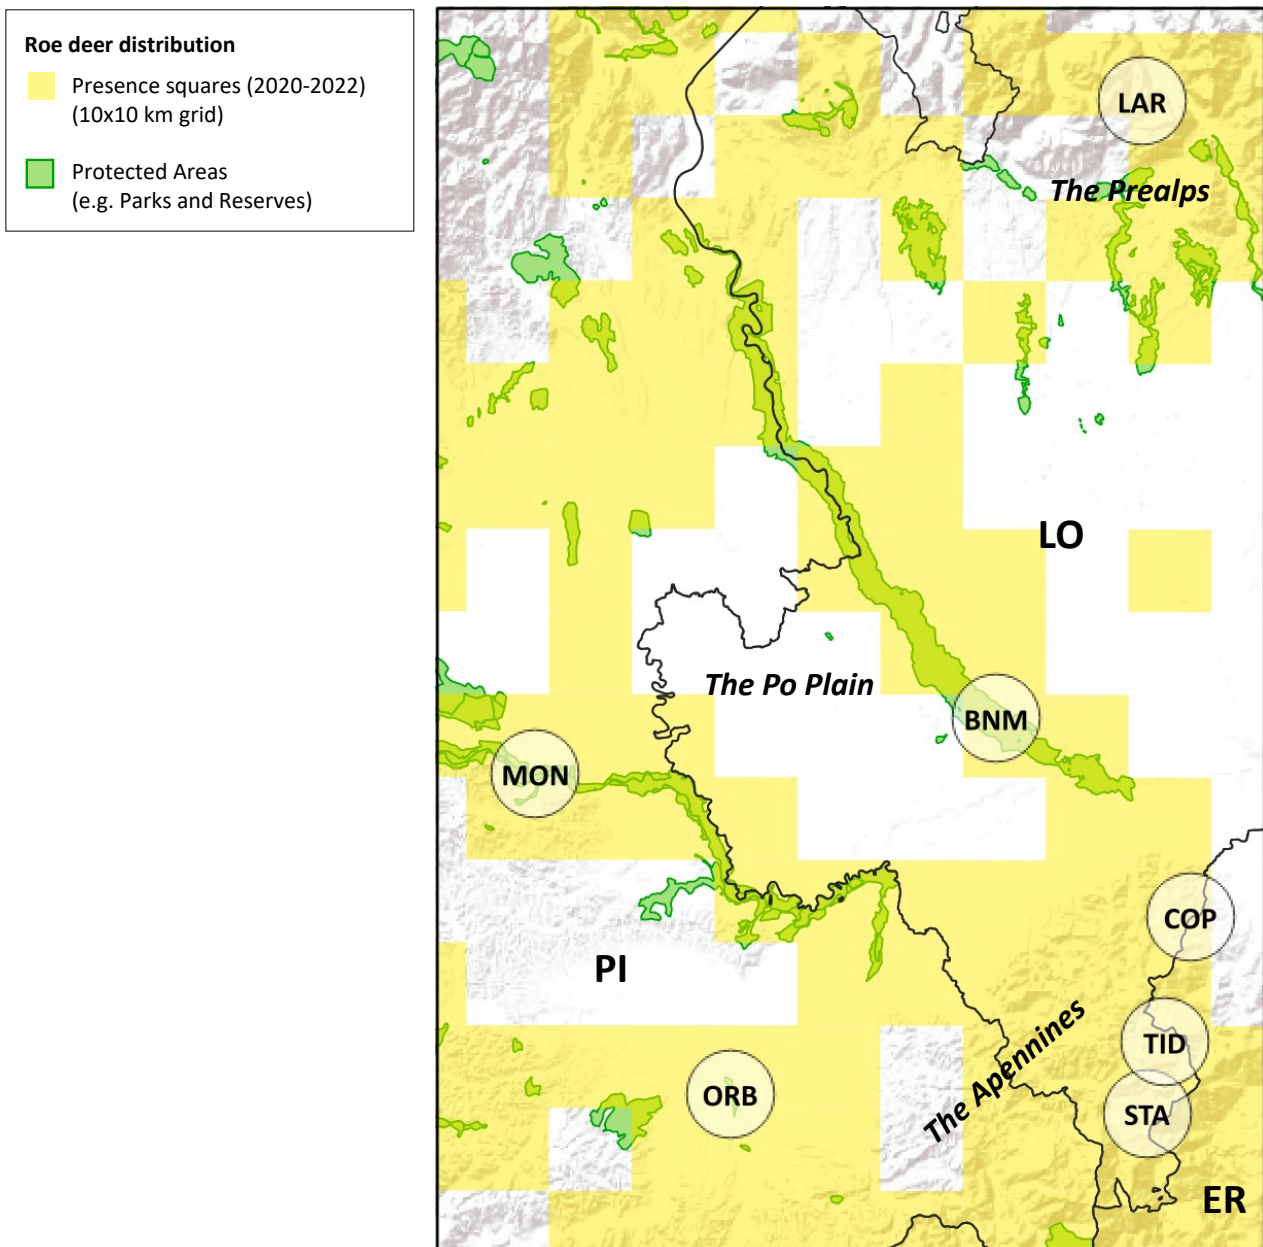 Roe deer distribution
Presence squares (2020-2022)
(10x10 km grid)
Protected Areas
(e.g. Parks and Reserves)
LAR
The Prealps
LO
The Po Plain
BNM
MON
COP
PI
TID
The Apennines
ORB
STA
ER